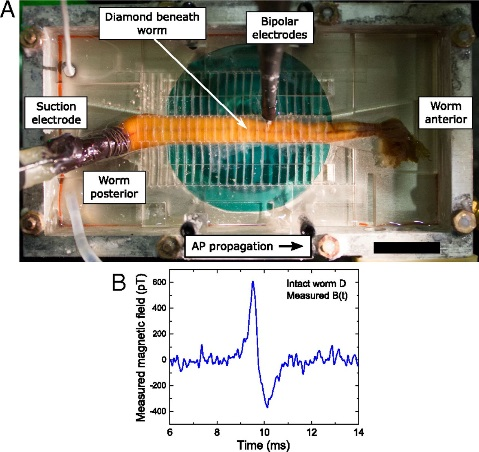 A
Diamond beneath
worm
Bipolar
electrodes
Suction
electrode
Worm
anterior
Worm
posterior
AP propagation →
B
Measured magnetic field (pT)
600
400
200
0
-200
-400
Intact worm D
Measured B(t)
6
8
10
12
14
Time (ms)